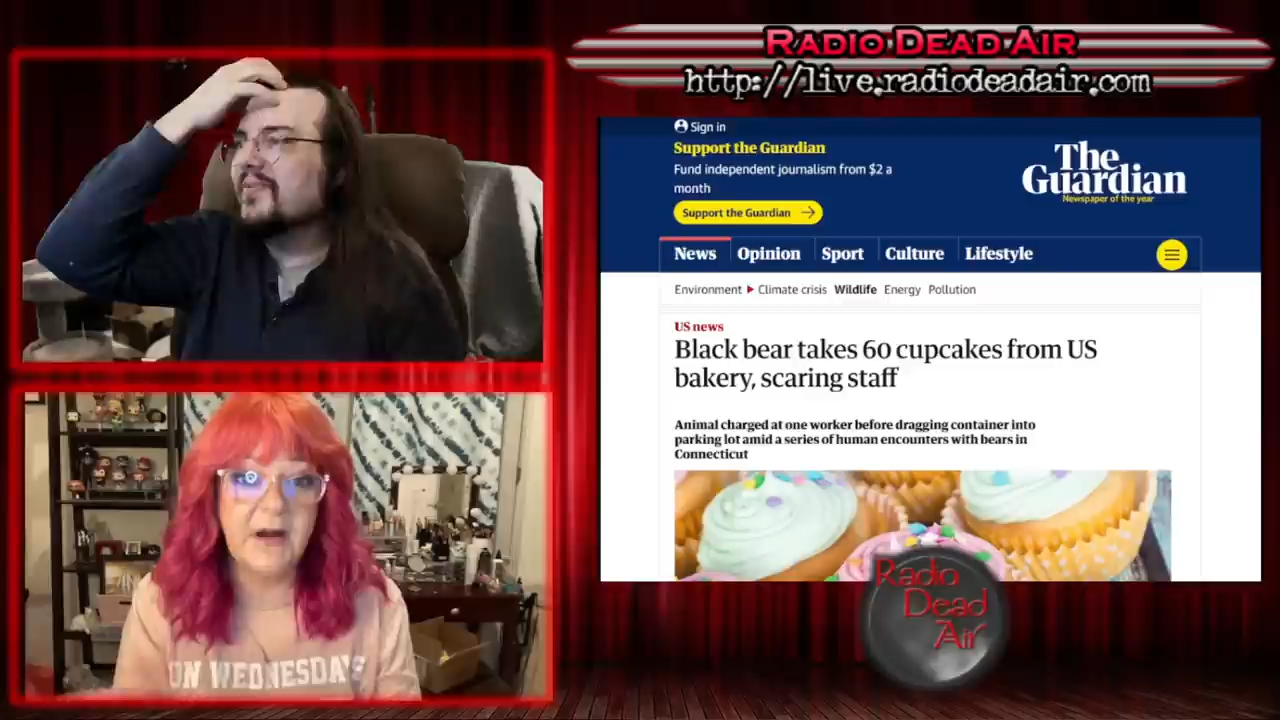 RADIO DEAD AIR
http://live.radiodeadair.com
Sign in
Support the Guardian
Fund independent journalism from $2 a
month
Support the Guardian
The
Guardian
Newspaper of the year
News
Opinion
Sport
Culture
Lifestyle
Environment
Climate crisis
Wildlife
Energy
Pollution
US news
Black bear takes 60 cupcakes from US
bakery, scaring staff
Animal charged at one worker before dragging container into
parking lot amid a series of human encounters with bears in
Connecticut
Radio
Dead
Air
ON WEDNESDAYS